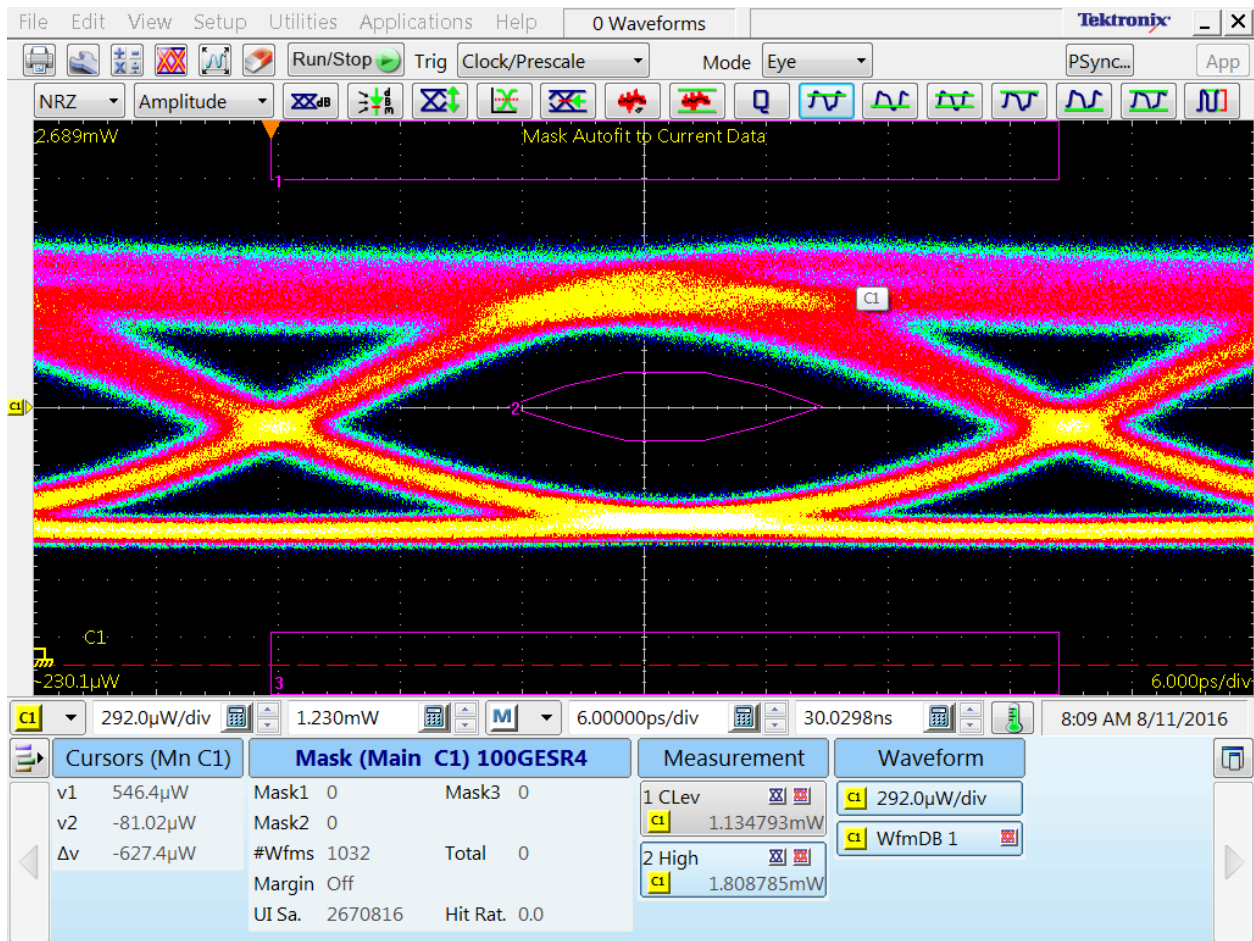 File Edit View Setup Utilities Applications Help 0 Waveforms Tektronix
Run/Stop Trig Clock/Prescale Mode Eye PSync... App
NRZ Amplitude dB Q
2.689mW
Mask Autofit to Current Data
1
C1
C1
2
C1
-230.1µW
3
6.000ps/div
C1 292.0µW/div 1.230mW M 6.00000ps/div 30.0298ns 8:09 AM 8/11/2016
Cursors (Mn C1) Mask (Main C1) 100GESR4 Measurement Waveform
v1 546.4µW Mask1 0 Mask3 0 1 CLev C1 292.0µW/div
v2 -81.02µW Mask2 0 C1 1.134793mW
Δv -627.4µW #Wfms 1032 Total 0 2 High C1 WfmDB 1
Margin Off C1 1.808785mW
UI Sa. 2670816 Hit Rat. 0.0